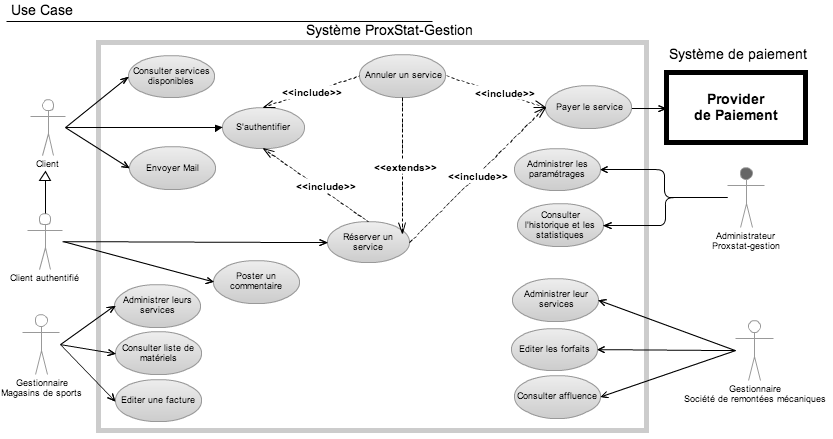 Use Case
Système ProxStat-Gestion
Système de paiement
Consulter services
disponibles
Annuler un service
<<include>>
<<include>>
Provider
de Paiement
Payer le service
S'authentifier
Client
Envoyer Mail
<<extends>>
<<include>>
<<include>>
Administrer les
paramétrages
Consulter
l'historique et les
statistiques
Administrateur
Proxstat-gestion
Réserver un
service
Client authentifié
Poster un
commentaire
Administrer leurs
services
Administrer leur
services
Consulter liste de
matériels
Editer les forfaits
Gestionnaire
Magasins de sports
Gestionnaire
Société de remontées mécaniques
Editer une facture
Consulter affluence